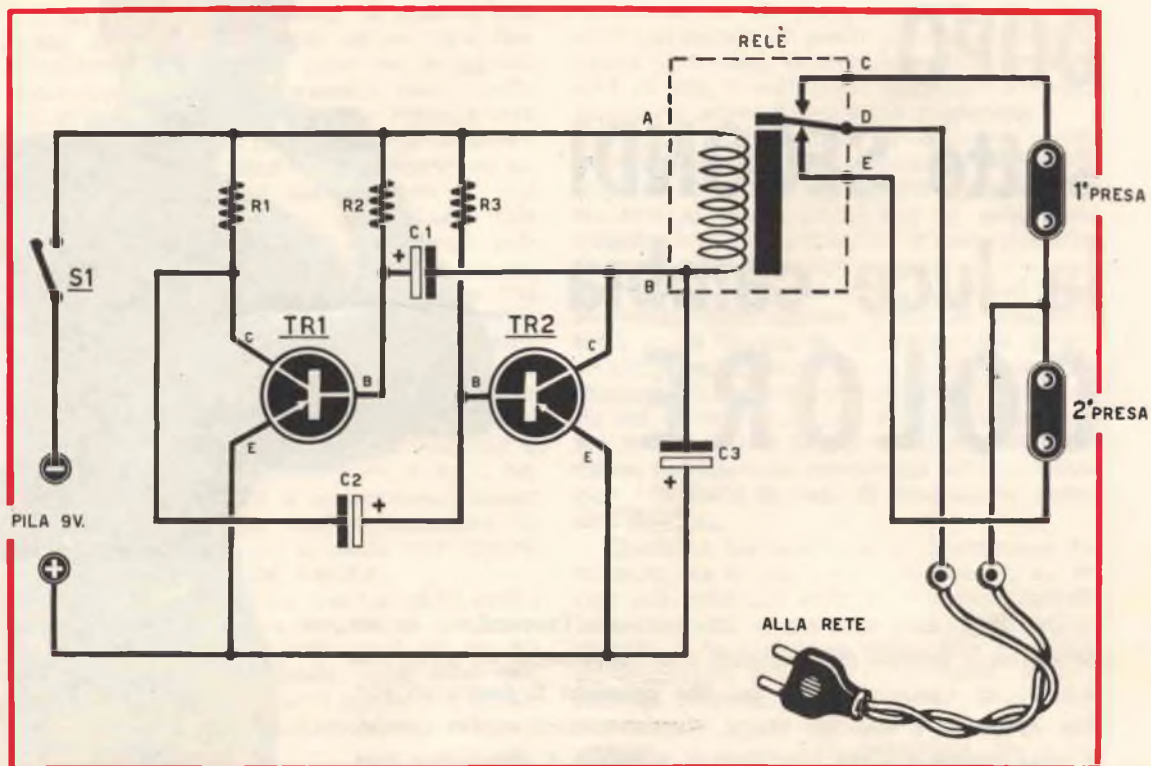 RELÈ
C
A
D
E
R1
R2
R3
C1
+
1ª PRESA
S1
B
TR1
TR2
C
B
B
C
E
E
C2
+
C3
+
2ª PRESA
−
PILA 9V.
+
ALLA RETE